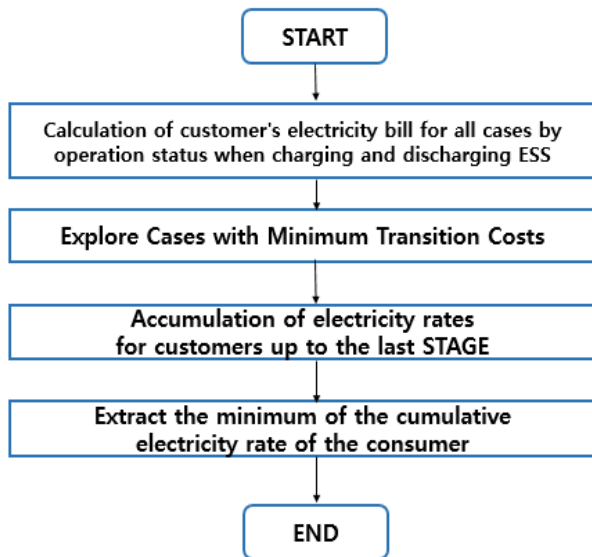 START
Calculation of customer's electricity bill for all cases by
operation status when charging and discharging ESS
Explore Cases with Minimum Transition Costs
Accumulation of electricity rates
for customers up to the last STAGE
Extract the minimum of the cumulative
electricity rate of the consumer
END